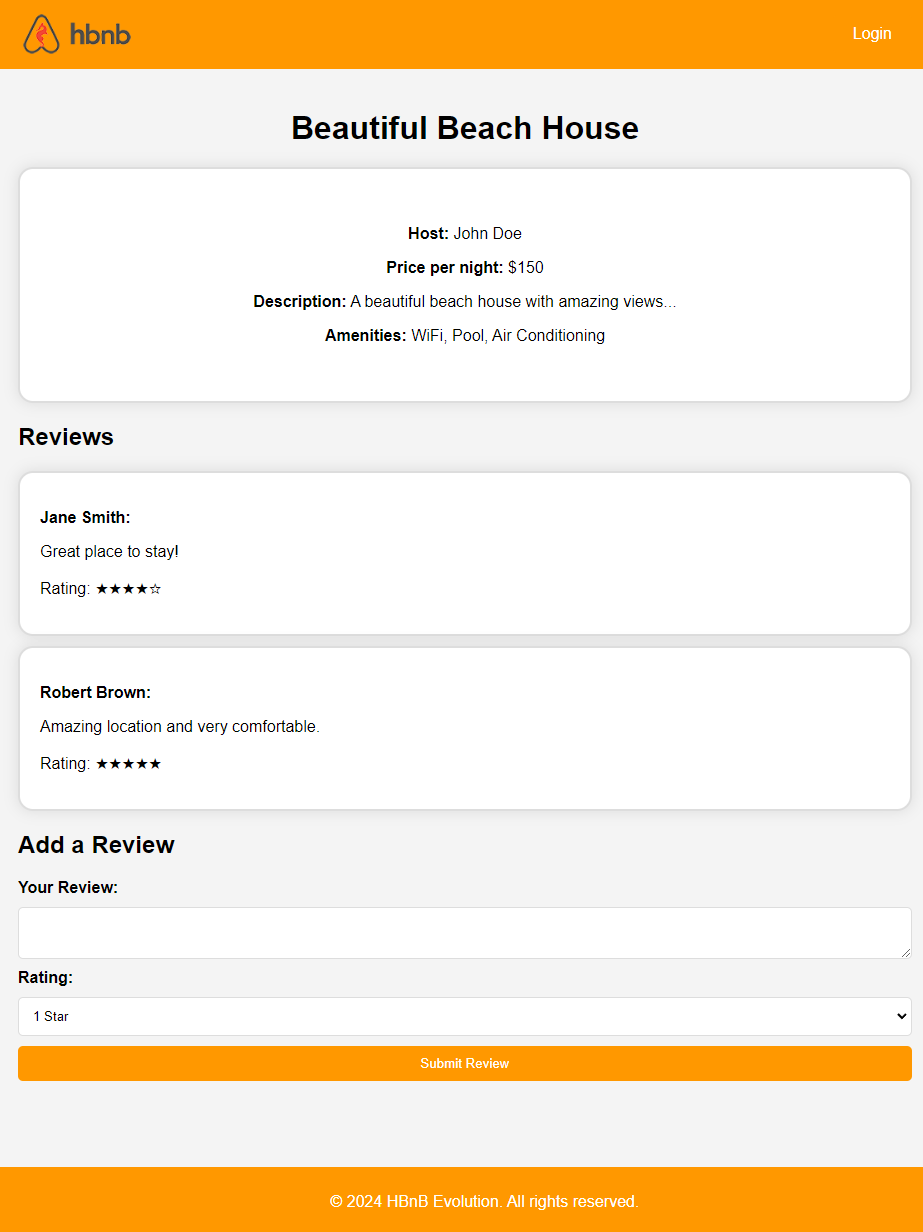 hbnb
Login
Beautiful Beach House
Host: John Doe
Price per night: $150
Description: A beautiful beach house with amazing views...
Amenities: WiFi, Pool, Air Conditioning
Reviews
Jane Smith:
Great place to stay!
Rating: ★★★★☆
Robert Brown:
Amazing location and very comfortable.
Rating: ★★★★★
Add a Review
Your Review:
Rating:
1 Star
Submit Review
© 2024 HBnB Evolution. All rights reserved.